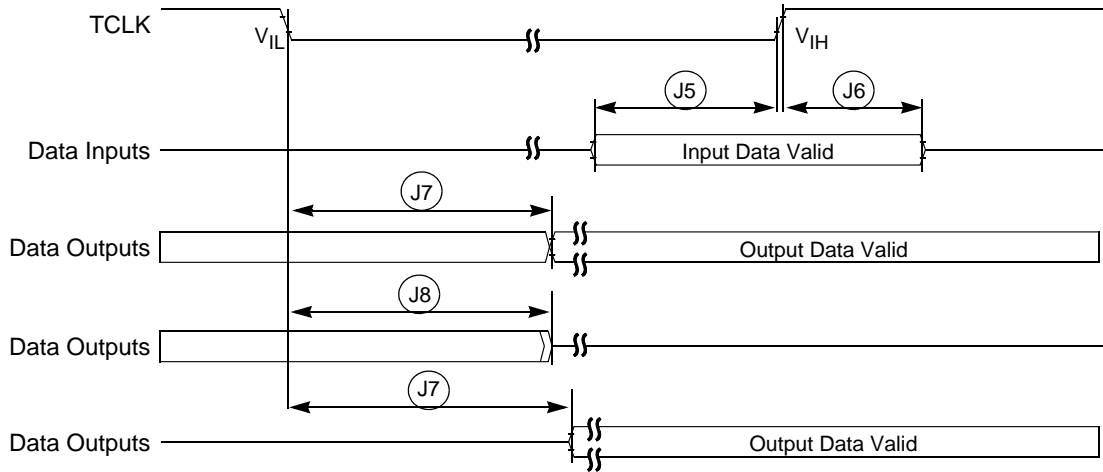 TCLK
VIL
VIH
J5
J6
Data Inputs
Input Data Valid
J7
Data Outputs
Output Data Valid
J8
Data Outputs
J7
Data Outputs
Output Data Valid